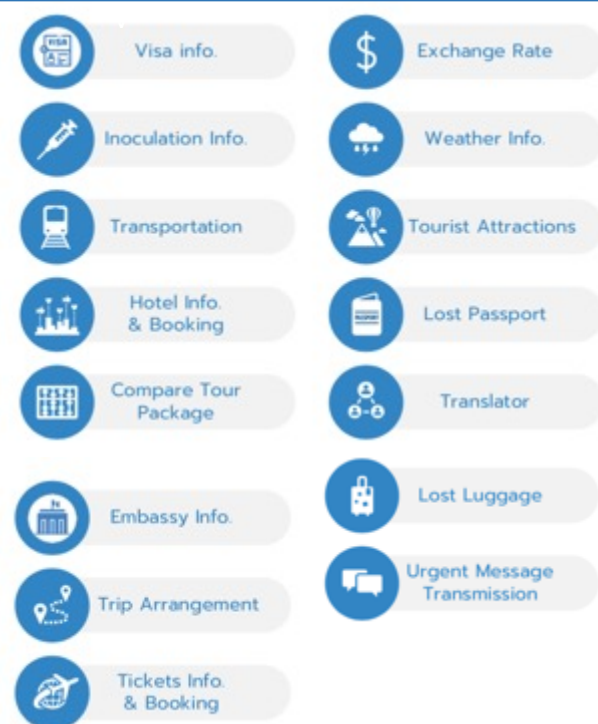 Visa info.
Inoculation Info.
Transportation
Hotel Info.
& Booking
Compare Tour
Package
Embassy Info.
Trip Arrangement
Tickets Info.
& Booking
Exchange Rate
Weather Info.
Tourist Attractions
Lost Passport
Translator
Lost Luggage
Urgent Message
Transmission